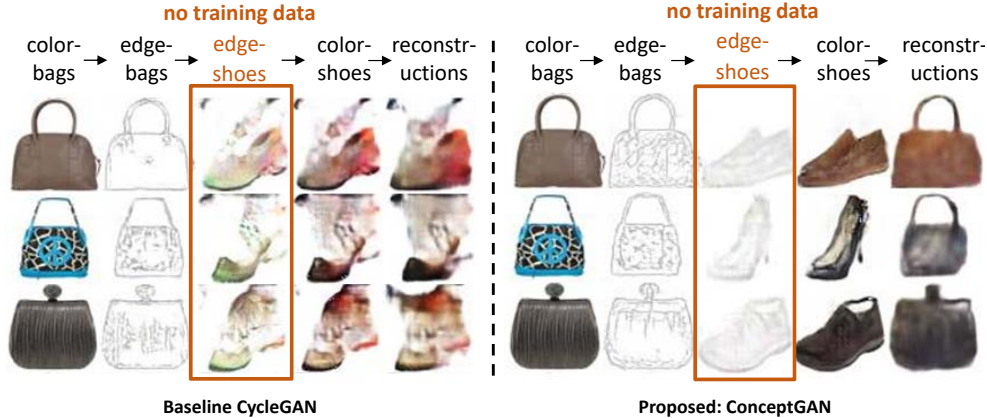 no training data
color-
bags
edge-
bags
edge-
shoes
color-
shoes
reconstr-
uctions
Baseline CycleGAN
no training data
color-
bags
edge-
bags
edge-
shoes
color-
shoes
reconstr-
uctions
Proposed: ConceptGAN